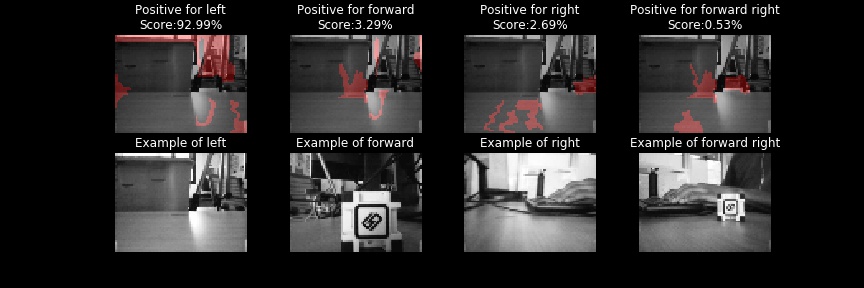 Positive for left
Score:92.99%
Positive for forward
Score:3.29%
Positive for right
Score:2.69%
Positive for forward right
Score:0.53%
Example of left
Example of forward
Example of right
Example of forward right